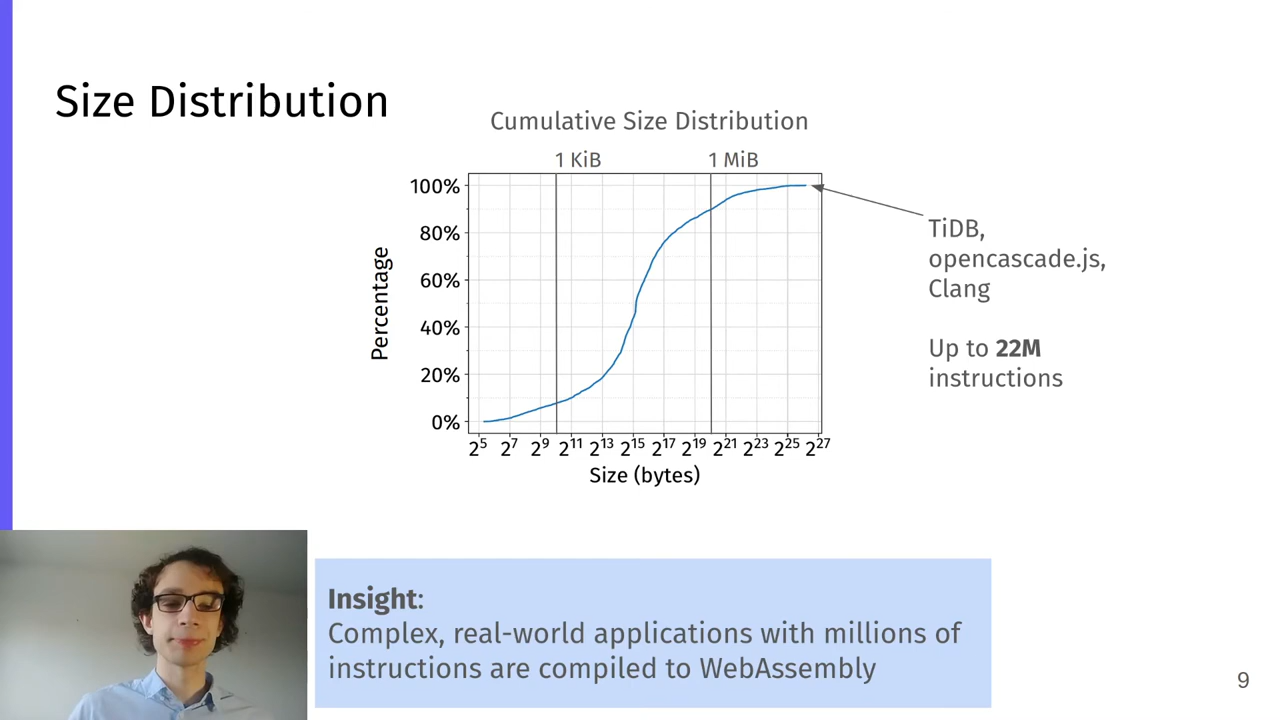 Size Distribution
Cumulative Size Distribution
1 KiB 1 MiB
100%
80%
60%
40%
20%
0%
Percentage
2⁵ 2⁷ 2⁹ 2¹¹ 2¹³ 2¹⁵ 2¹⁷ 2¹⁹ 2²¹ 2²³ 2²⁵ 2²⁷
Size (bytes)
TiDB,
opencascade.js,
Clang
Up to 22M
instructions
Insight:
Complex, real-world applications with millions of
instructions are compiled to WebAssembly
9